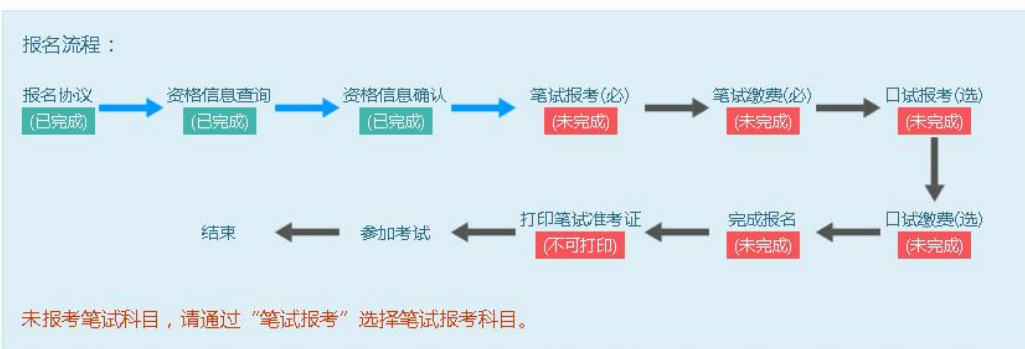 报名流程：
报名协议 资格信息查询 资格信息确认 笔试报考(必) 笔试缴费(必) 口试报考(选)
(已完成) (已完成) (已完成) (未完成) (未完成) (未完成)
结束 参加考试 打印笔试准考证 完成报名 口试缴费(选)
(不可打印) (未完成) (未完成)
未报考笔试科目，请通过“笔试报考”选择笔试报考科目。